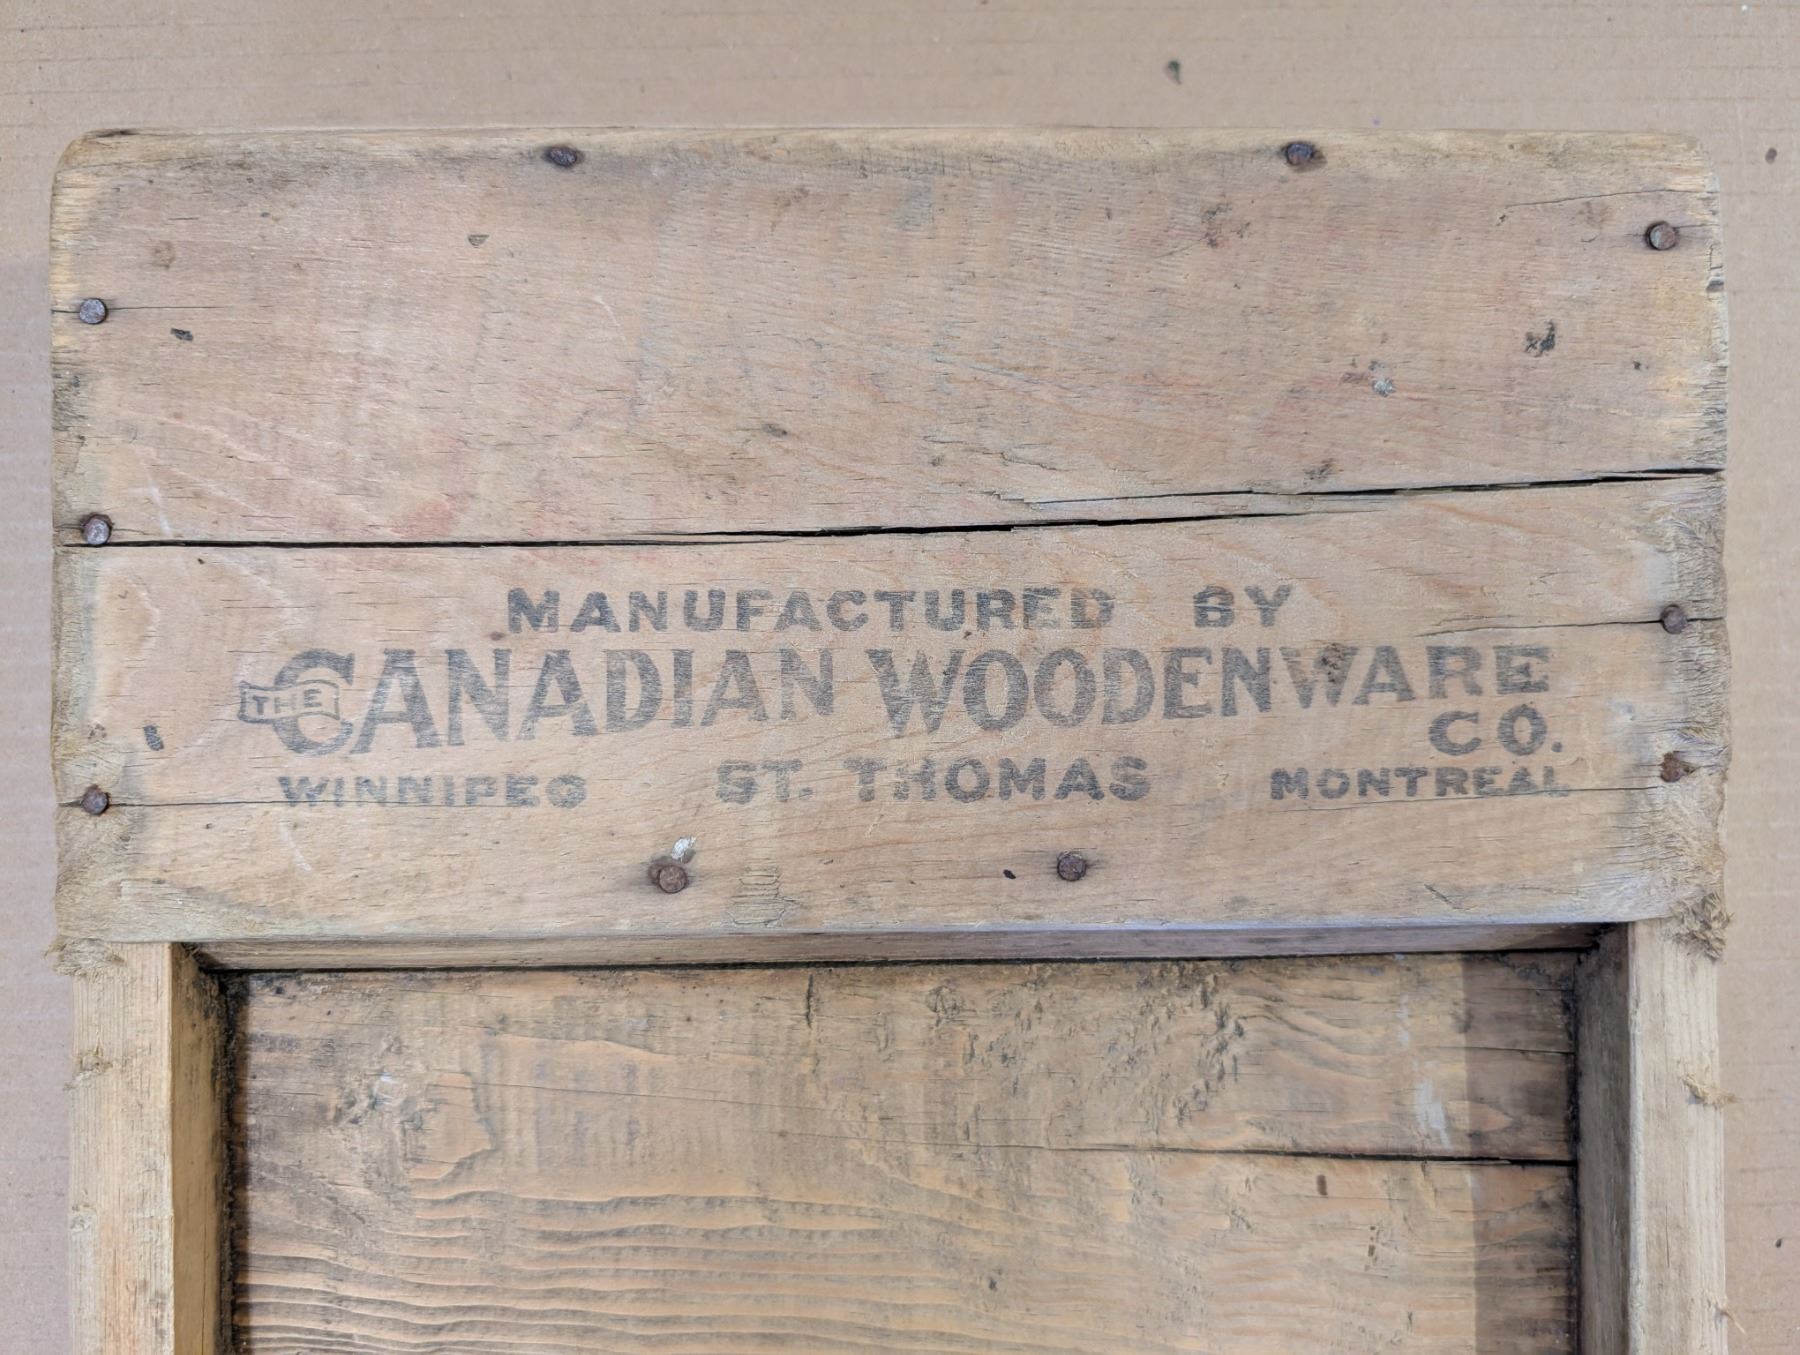 MANUFACTURED BY
THE CANADIAN WOODENWARE
CO.
WINNIPEG ST. THOMAS MONTREAL